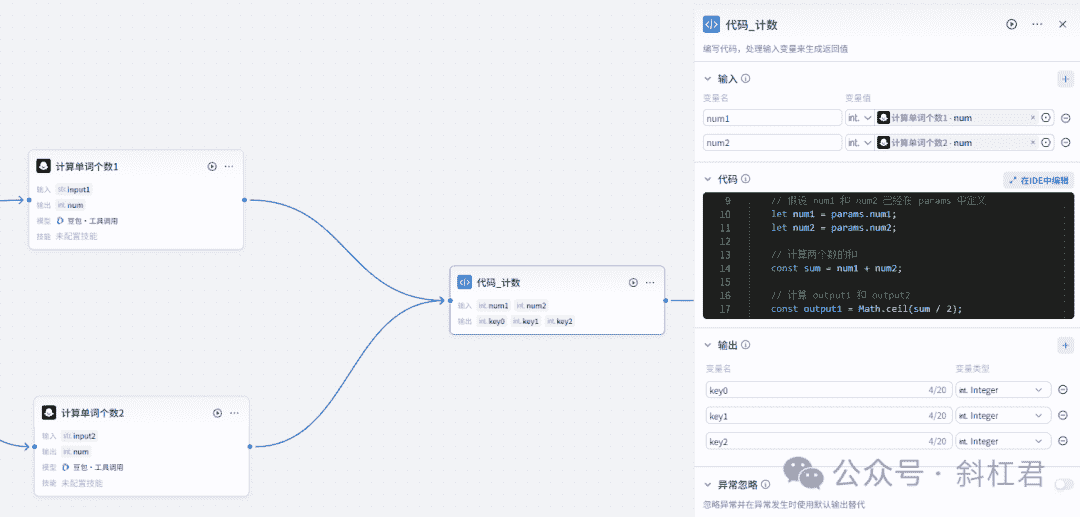 计算单词个数1
输入 str.input1
输出 int.num
模型 豆包·工具调用
技能 未配置技能
计算单词个数2
输入 str.input2
输出 int.num
模型 豆包·工具调用
技能 未配置技能
代码_计数
输入 int.num1 int.num2
输出 int.key0 int.key1 int.key2
代码_计数
编写代码，处理输入变量来生成返回值
输入
变量名 变量值
num1 int. 计算单词个数1 - num
num2 int. 计算单词个数2 - num
代码 在IDE中编辑
9 // 假设 num1 和 num2 已经在 params 中定义
10 let num1 = params.num1;
11 let num2 = params.num2;
12
13 // 计算两个数的和
14 const sum = num1 + num2;
15
16 // 计算 output1 和 output2
17 const output1 = Math.ceil(sum / 2);
输出
变量名 变量类型
key0 4/20 int. Integer
key1 4/20 int. Integer
key2 4/20 int. Integer
公众号·斜杠君
异常忽略
忽略异常并在异常发生时使用默认输出替代